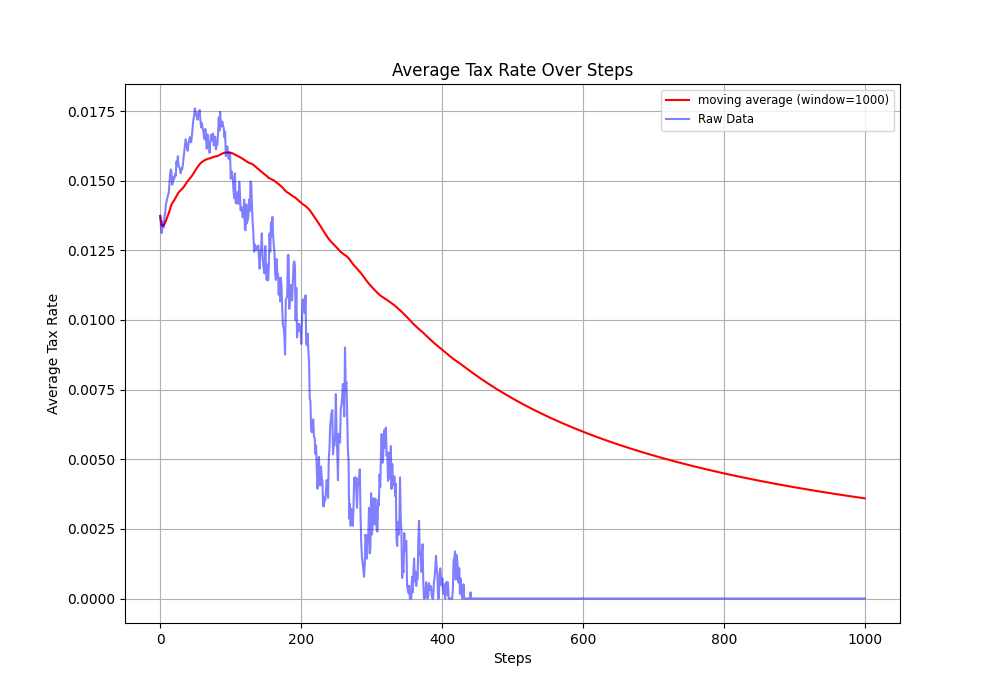 Average Tax Rate Over Steps
moving average (window=1000)
Raw Data
Average Tax Rate
0.0175
0.0150
0.0125
0.0100
0.0075
0.0050
0.0025
0.0000
0 200 400 600 800 1000
Steps